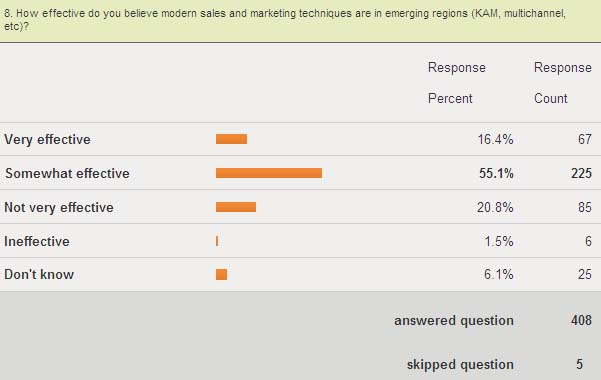 8. How effective do you believe modern sales and marketing techniques are in emerging regions (KAM, multichannel,
etc)?
Response Response
Percent Count
Very effective 16.4% 67
Somewhat effective 55.1% 225
Not very effective 20.8% 85
Ineffective 1.5% 6
Don't know 6.1% 25
answered question 408
skipped question 5